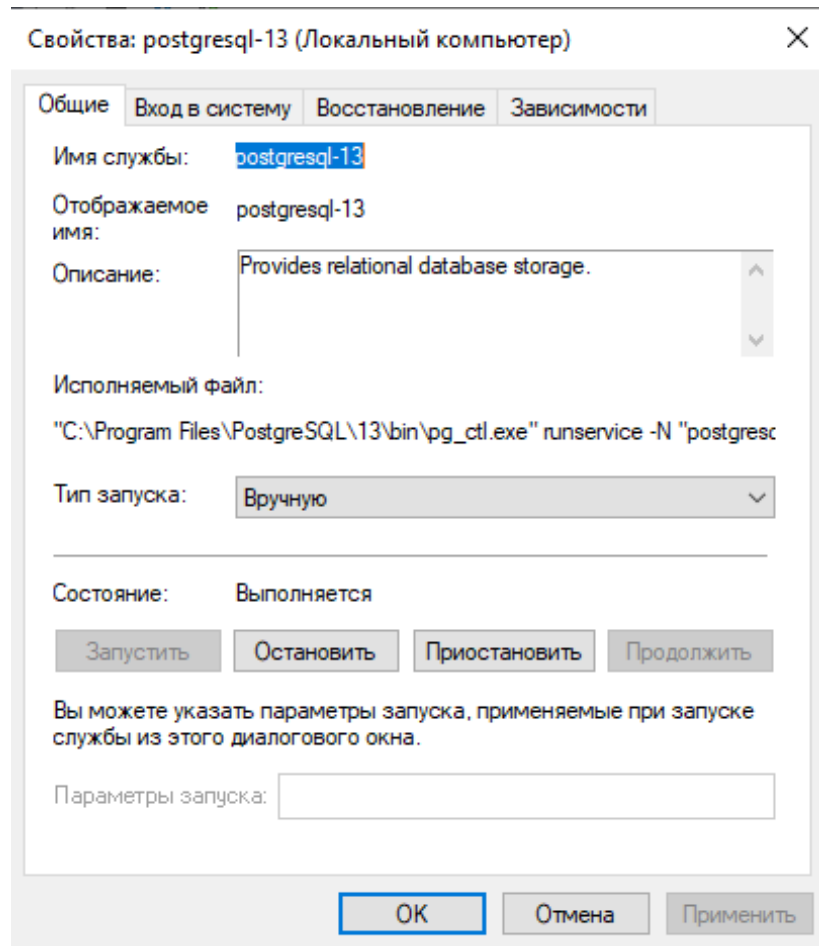 Свойства: postgresql-13 (Локальный компьютер)
Общие Вход в систему Восстановление Зависимости
Имя службы: postgresql-13
Отображаемое имя: postgresql-13
Описание: Provides relational database storage.
Исполняемый файл:
"C:\Program Files\PostgreSQL\13\bin\pg_ctl.exe" runservice -N "postgresc
Тип запуска: Вручную
Состояние: Выполняется
Запустить Остановить Приостановить Продолжить
Вы можете указать параметры запуска, применяемые при запуске
службы из этого диалогового окна.
Параметры запуска:
OK Отмена Применить